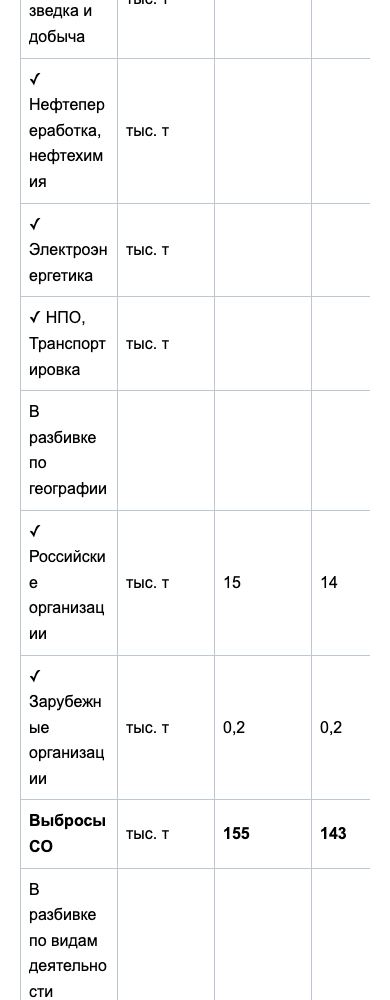 зведка и
тыс. т
добыча
✓
Нефтепер
еработка,
нефтехим
ия
тыс. т
✓
Электроэн
ергетика
тыс. т
✓ НПО,
Транспорт
ировка
тыс. т
В
разбивке
по
географии
✓
Российски
е
организац
ии
тыс. т
15
14
✓
Зарубежн
ые
организац
ии
тыс. т
0,2
0,2
Выбросы
СО
тыс. т
155
143
В
разбивке
по видам
деятельно
сти